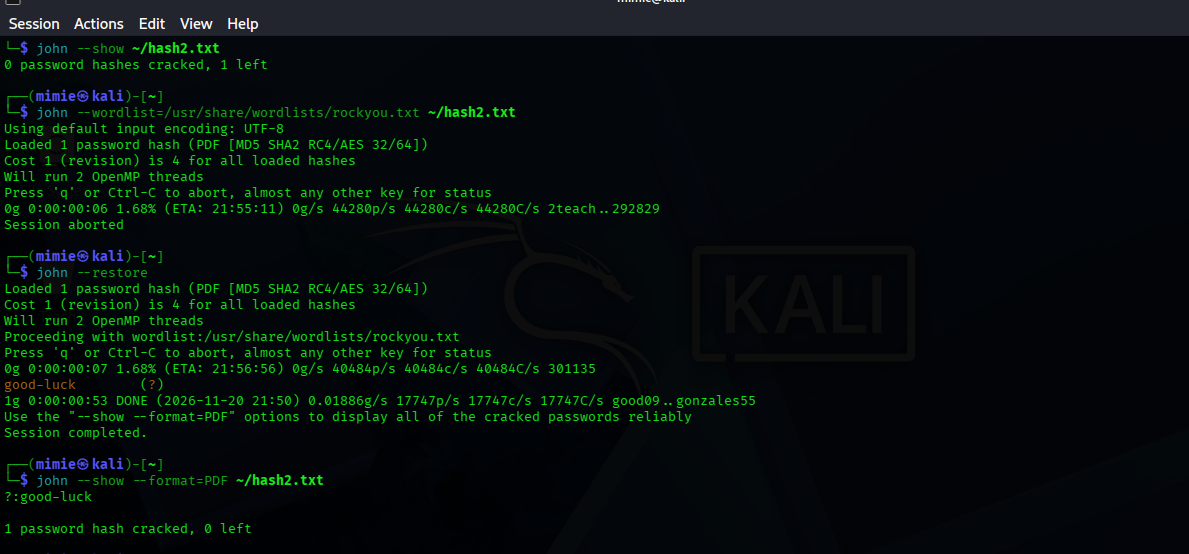 mimie@kali
Session Actions Edit View Help
└─$ john --show ~/hash2.txt
0 password hashes cracked, 1 left
┌──(mimie㉿kali)-[~]
└─$ john --wordlist=/usr/share/wordlists/rockyou.txt ~/hash2.txt
Using default input encoding: UTF-8
Loaded 1 password hash (PDF [MD5 SHA2 RC4/AES 32/64])
Cost 1 (revision) is 4 for all loaded hashes
Will run 2 OpenMP threads
Press 'q' or Ctrl-C to abort, almost any other key for status
0g 0:00:00:06 1.68% (ETA: 21:55:11) 0g/s 44280p/s 44280c/s 44280C/s 2teach..292829
Session aborted
┌──(mimie㉿kali)-[~]
└─$ john --restore
Loaded 1 password hash (PDF [MD5 SHA2 RC4/AES 32/64])
Cost 1 (revision) is 4 for all loaded hashes
Will run 2 OpenMP threads
Proceeding with wordlist:/usr/share/wordlists/rockyou.txt
Press 'q' or Ctrl-C to abort, almost any other key for status
0g 0:00:00:07 1.68% (ETA: 21:56:56) 0g/s 40484p/s 40484c/s 40484C/s 301135
good-luck        (?)
1g 0:00:00:53 DONE (2026-11-20 21:50) 0.01886g/s 17747p/s 17747c/s 17747C/s good09..gonzales55
Use the "--show --format=PDF" options to display all of the cracked passwords reliably
Session completed.
┌──(mimie㉿kali)-[~]
└─$ john --show --format=PDF ~/hash2.txt
?:good-luck
1 password hash cracked, 0 left
KALI